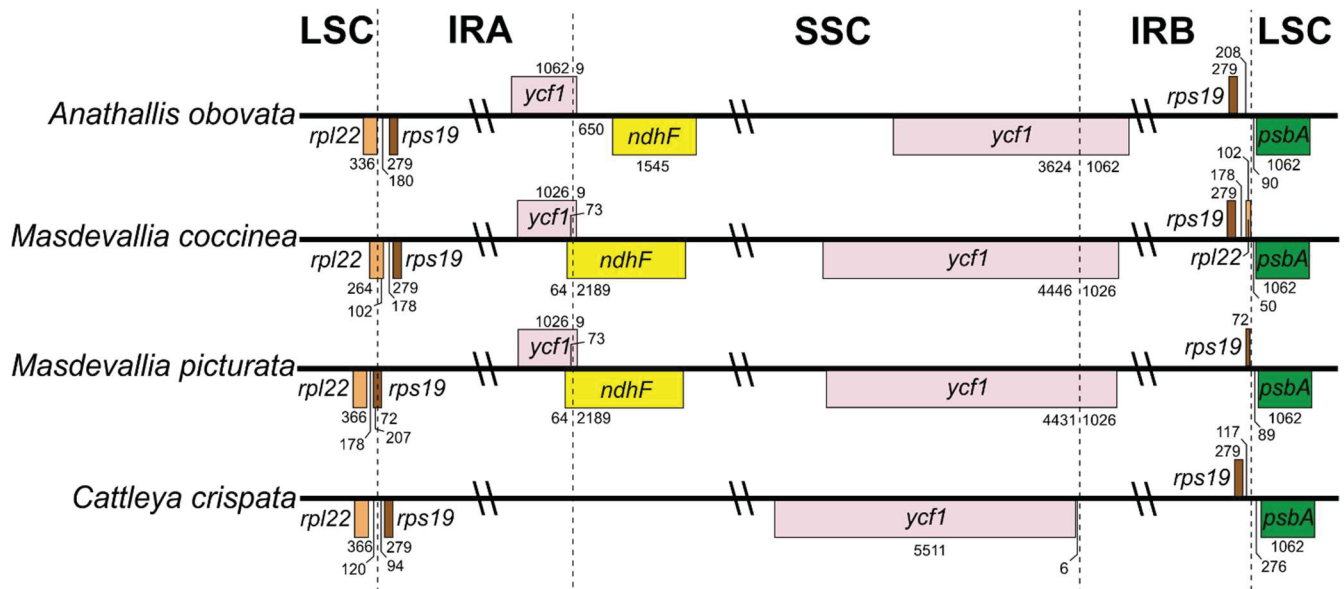 LSC IRA SSC IRB LSC
208
1062 9 279
ycf1 rps19
Anathallis obovata
rpl22 rps19 650 ndhF ycf1 psbA
336 279 1545 3624 1062 1062
180 90
102
178
1026 9 279
ycf1 73 rps19
Masdevallia coccinea
rpl22 rps19 ndhF ycf1 rpl22 psbA
264 279 64 2189 4446 1026 1062
102 178 50
1026 9 72
ycf1 73 rps19
Masdevallia picturata
rpl22 rps19 ndhF ycf1 psbA
366 72 64 2189 4431 1026 1062
178 207 89
117
279
rps19
Cattleya crispata
rpl22 rps19 ycf1 psbA
366 279 5511 1062
120 94 6 276